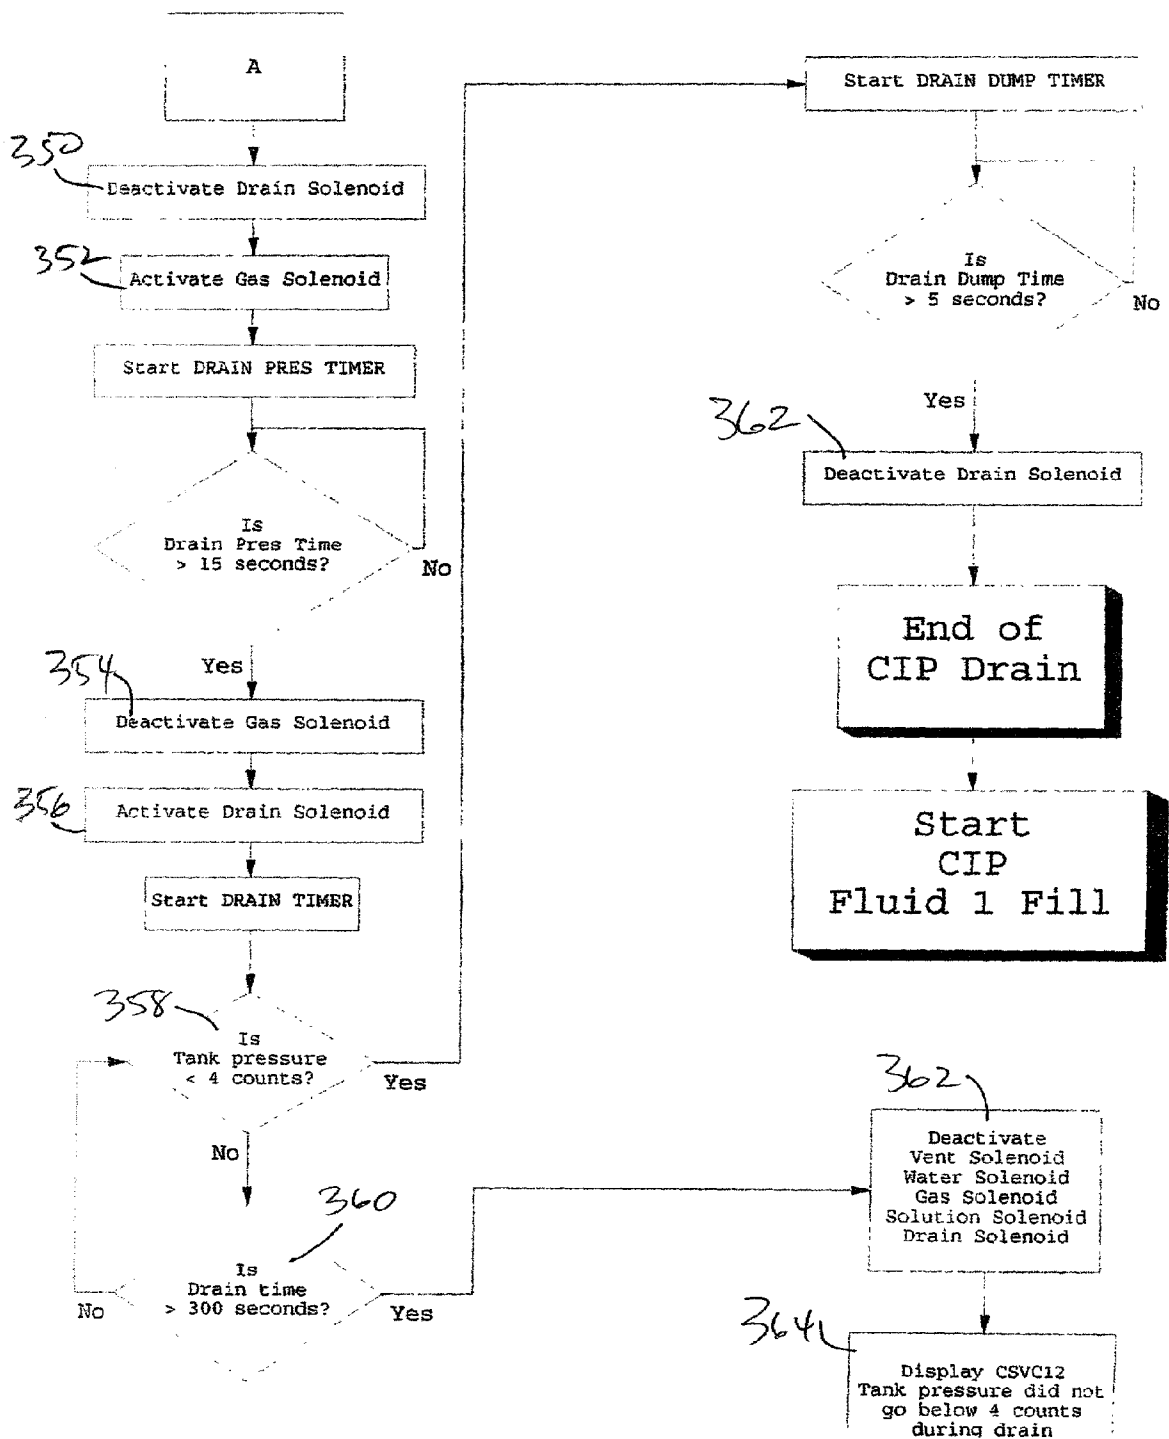 A
350
Deactivate Drain Solenoid
352
Activate Gas Solenoid
Start DRAIN PRES TIMER
Is
Drain Pres Time
> 15 seconds?
No
Yes
354
Deactivate Gas Solenoid
356
Activate Drain Solenoid
Start DRAIN TIMER
358
Is
Tank pressure
< 4 counts?
Yes
No
360
Is
Drain time
> 300 seconds?
No
Yes
Start DRAIN DUMP TIMER
Is
Drain Dump Time
> 5 seconds?
No
Yes
362
Deactivate Drain Solenoid
End of
CIP Drain
Start
CIP
Fluid 1 Fill
362
Deactivate
Vent Solenoid
Water Solenoid
Gas Solenoid
Solution Solenoid
Drain Solenoid
364
Display CSVC12
Tank pressure did not
go below 4 counts
during drain